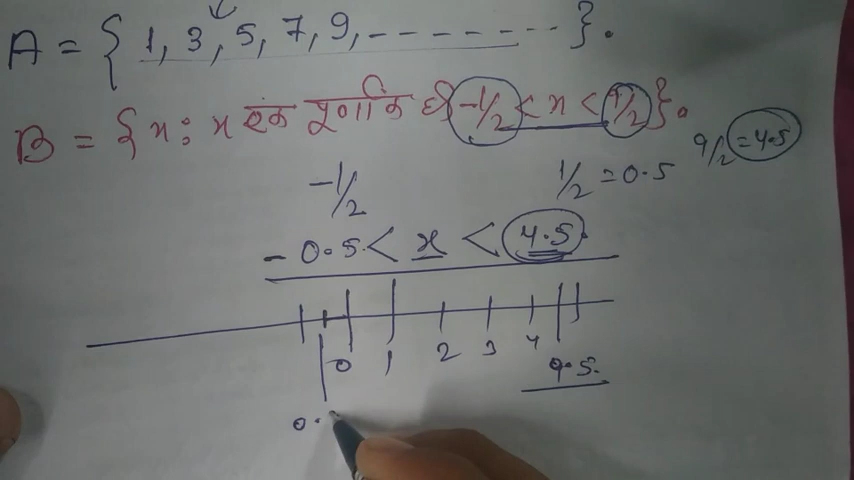 A = { 1, 3, 5, 7, 9, - - - - - - - - }.
B = { x : x एक पूर्णांक है -1/2 < x < 9/2 }.
9/2 = 4.5
-1/2 1/2 = 0.5
- 0.5 < x < 4.5
0 1 2 3 4 4.5
0.